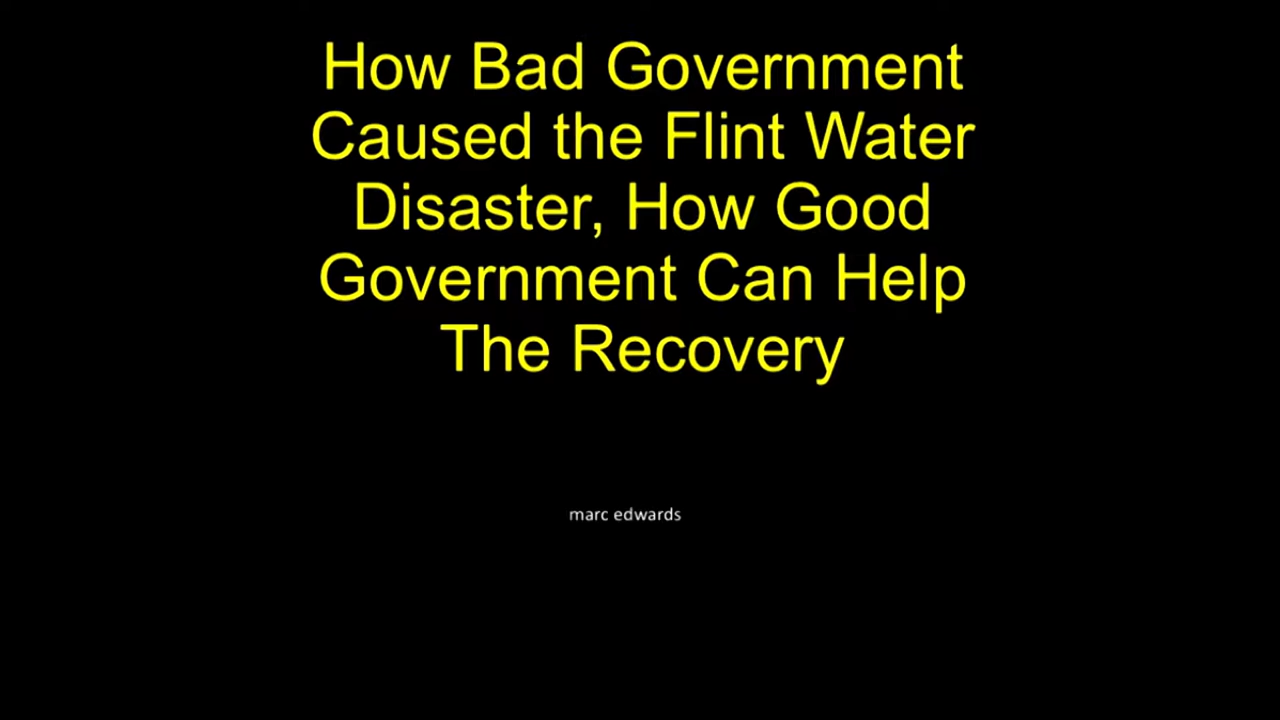 How Bad Government
Caused the Flint Water
Disaster, How Good
Government Can Help
The Recovery
marc edwards